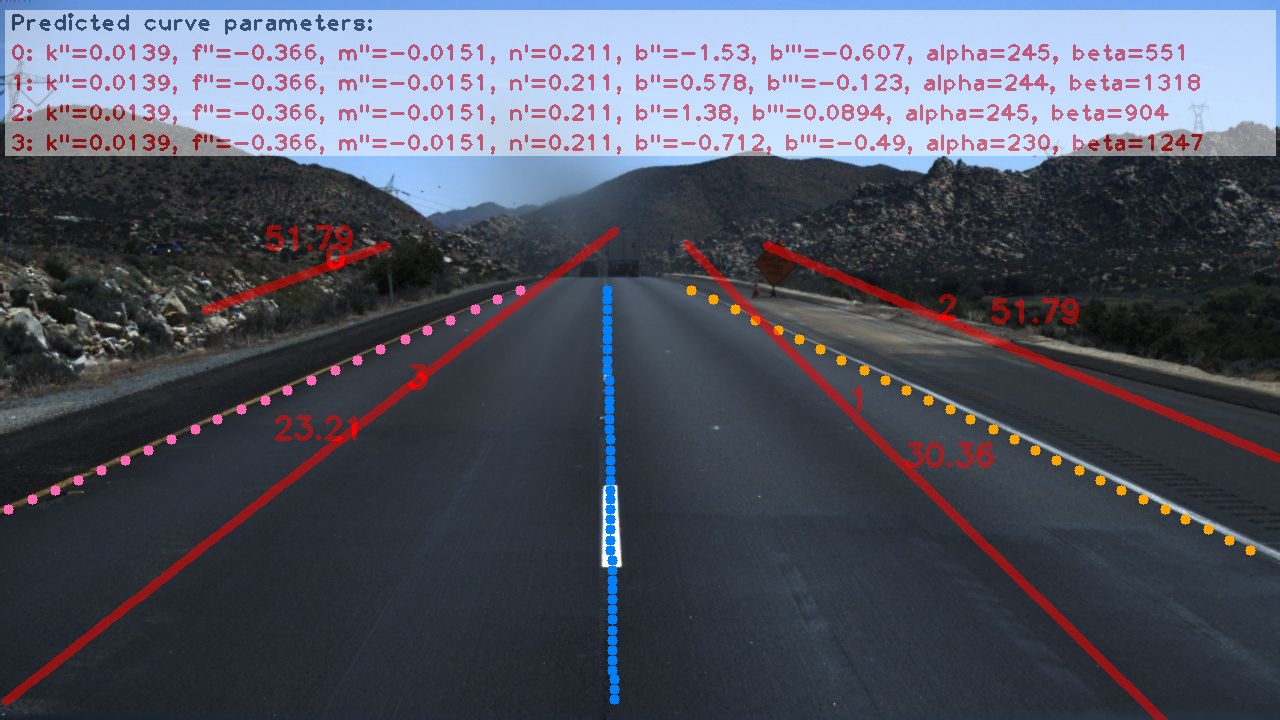 Predicted curve parameters:
0: k''=0.0139, f''=−0.366, m''=−0.0151, n'=0.211, b''=−1.53, b'''=−0.607, alpha=245, beta=551
1: k''=0.0139, f''=−0.366, m''=−0.0151, n'=0.211, b''=0.578, b'''=−0.123, alpha=244, beta=1318
2: k''=0.0139, f''=−0.366, m''=−0.0151, n'=0.211, b''=1.38, b'''=0.0894, alpha=245, beta=904
3: k''=0.0139, f''=−0.366, m''=−0.0151, n'=0.211, b''=−0.712, b'''=−0.49, alpha=230, beta=1247
51.79
0
2 51.79
3
23.21
1
30.36